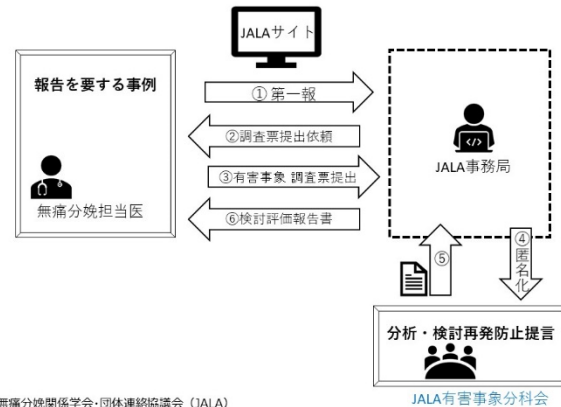 JALAサイト
報告を要する事例
無痛分娩担当医
①第一報
②調査票提出依頼
③有害事象 調査票提出
⑥検討評価報告書
JALA事務局
⑤
④匿名化
分析・検討再発防止提言
JALA有害事象分科会
無痛分娩関係学会・団体連絡協議会（JALA）